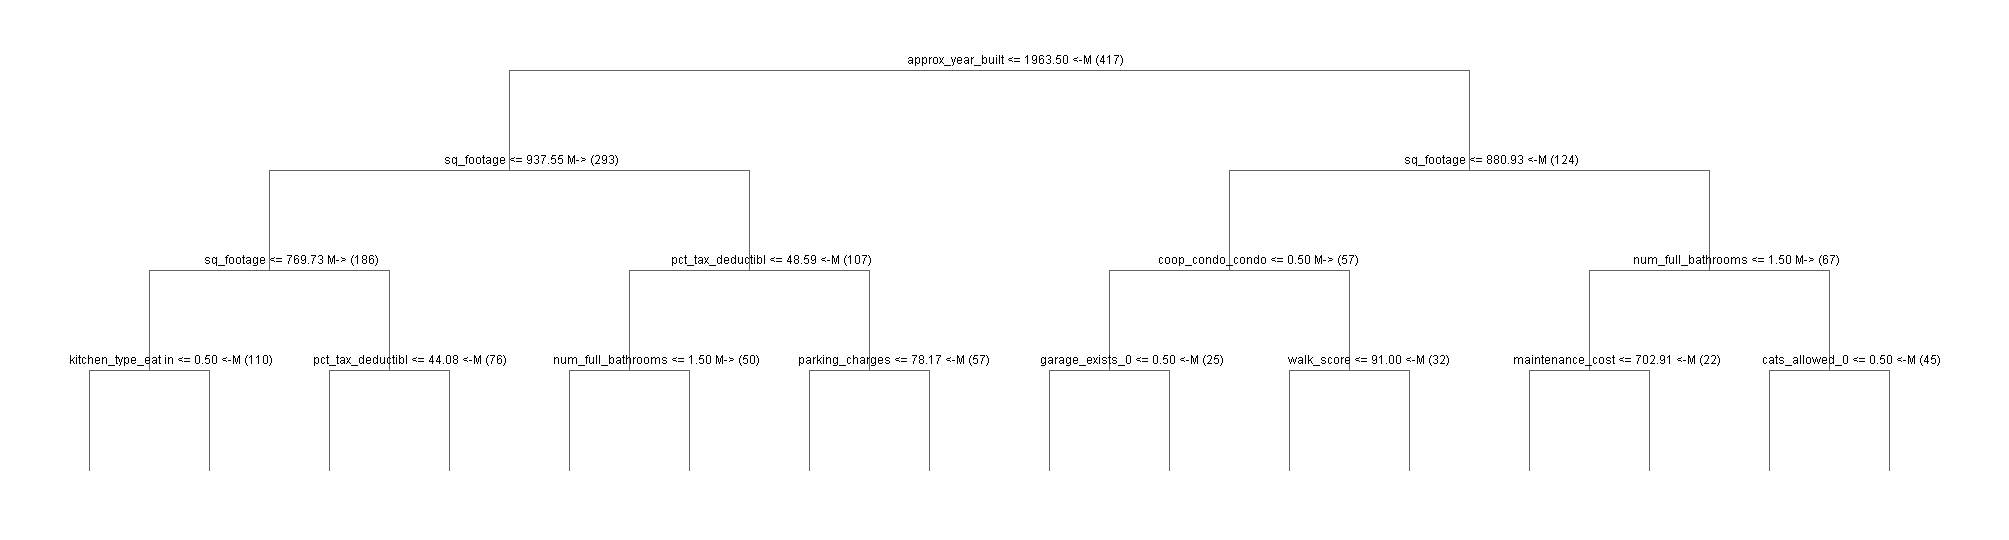 approx_year_built <= 1963.50 <-M (417)
sq_footage <= 937.55 M-> (293)
sq_footage <= 880.93 <-M (124)
sq_footage <= 769.73 M-> (186)
pct_tax_deductibl <= 48.59 <-M (107)
coop_condo_condo <= 0.50 M-> (57)
num_full_bathrooms <= 1.50 M-> (67)
kitchen_type_eat in <= 0.50 <-M (110)
pct_tax_deductibl <= 44.08 <-M (76)
num_full_bathrooms <= 1.50 M-> (50)
parking_charges <= 78.17 <-M (57)
garage_exists_0 <= 0.50 <-M (25)
walk_score <= 91.00 <-M (32)
maintenance_cost <= 702.91 <-M (22)
cats_allowed_0 <= 0.50 <-M (45)